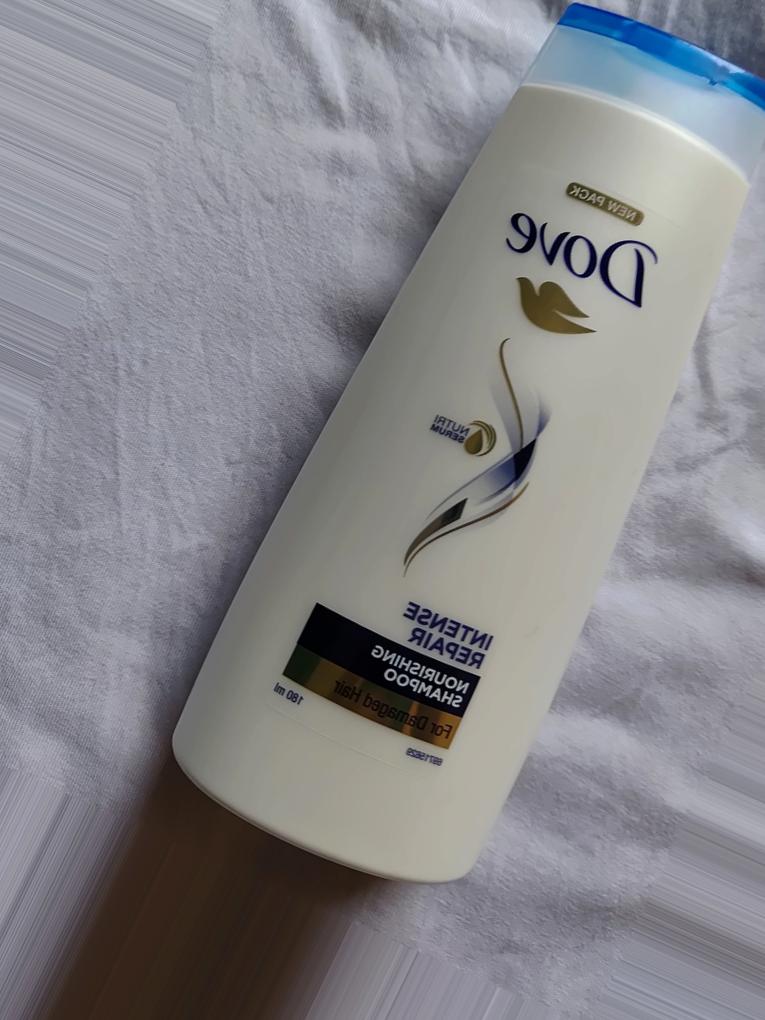 NEW PACK
Dove
NUTRI
SERUM
INTENSE
REPAIR
NOURISHING
SHAMPOO
For Damaged Hair
180 ml